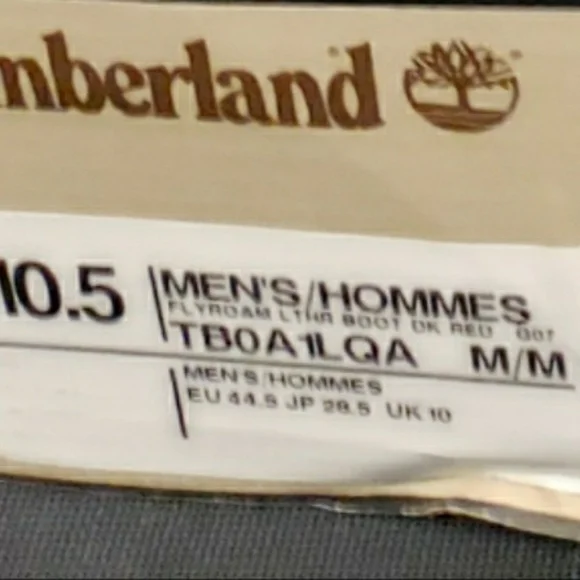 mberland
10.5 MEN'S/HOMMES
FLYROAM LTHR BOOT DK RED G07
TB0A1LQA M/M
MEN'S/HOMMES
EU 44.5 JP 28.5 UK 10